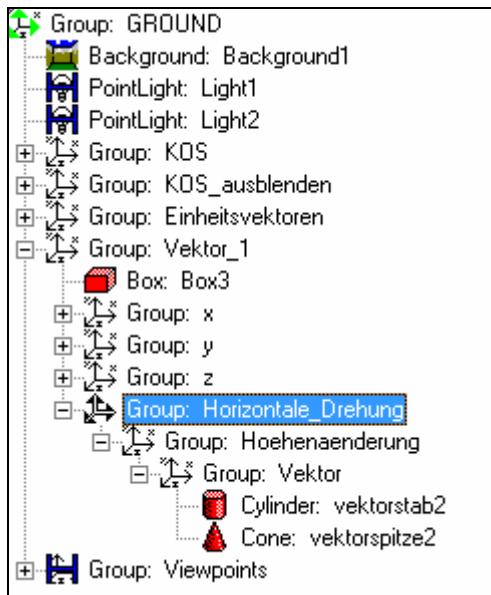 Group: GROUND
Background: Background1
PointLight: Light1
PointLight: Light2
Group: KOS
Group: KOS_ausblenden
Group: Einheitsvektoren
Group: Vektor_1
Box: Box3
Group: x
Group: y
Group: z
Group: Horizontale_Drehung
Group: Hoehenaenderung
Group: Vektor
Cylinder: vektorstab2
Cone: vektorspitze2
Group: Viewpoints